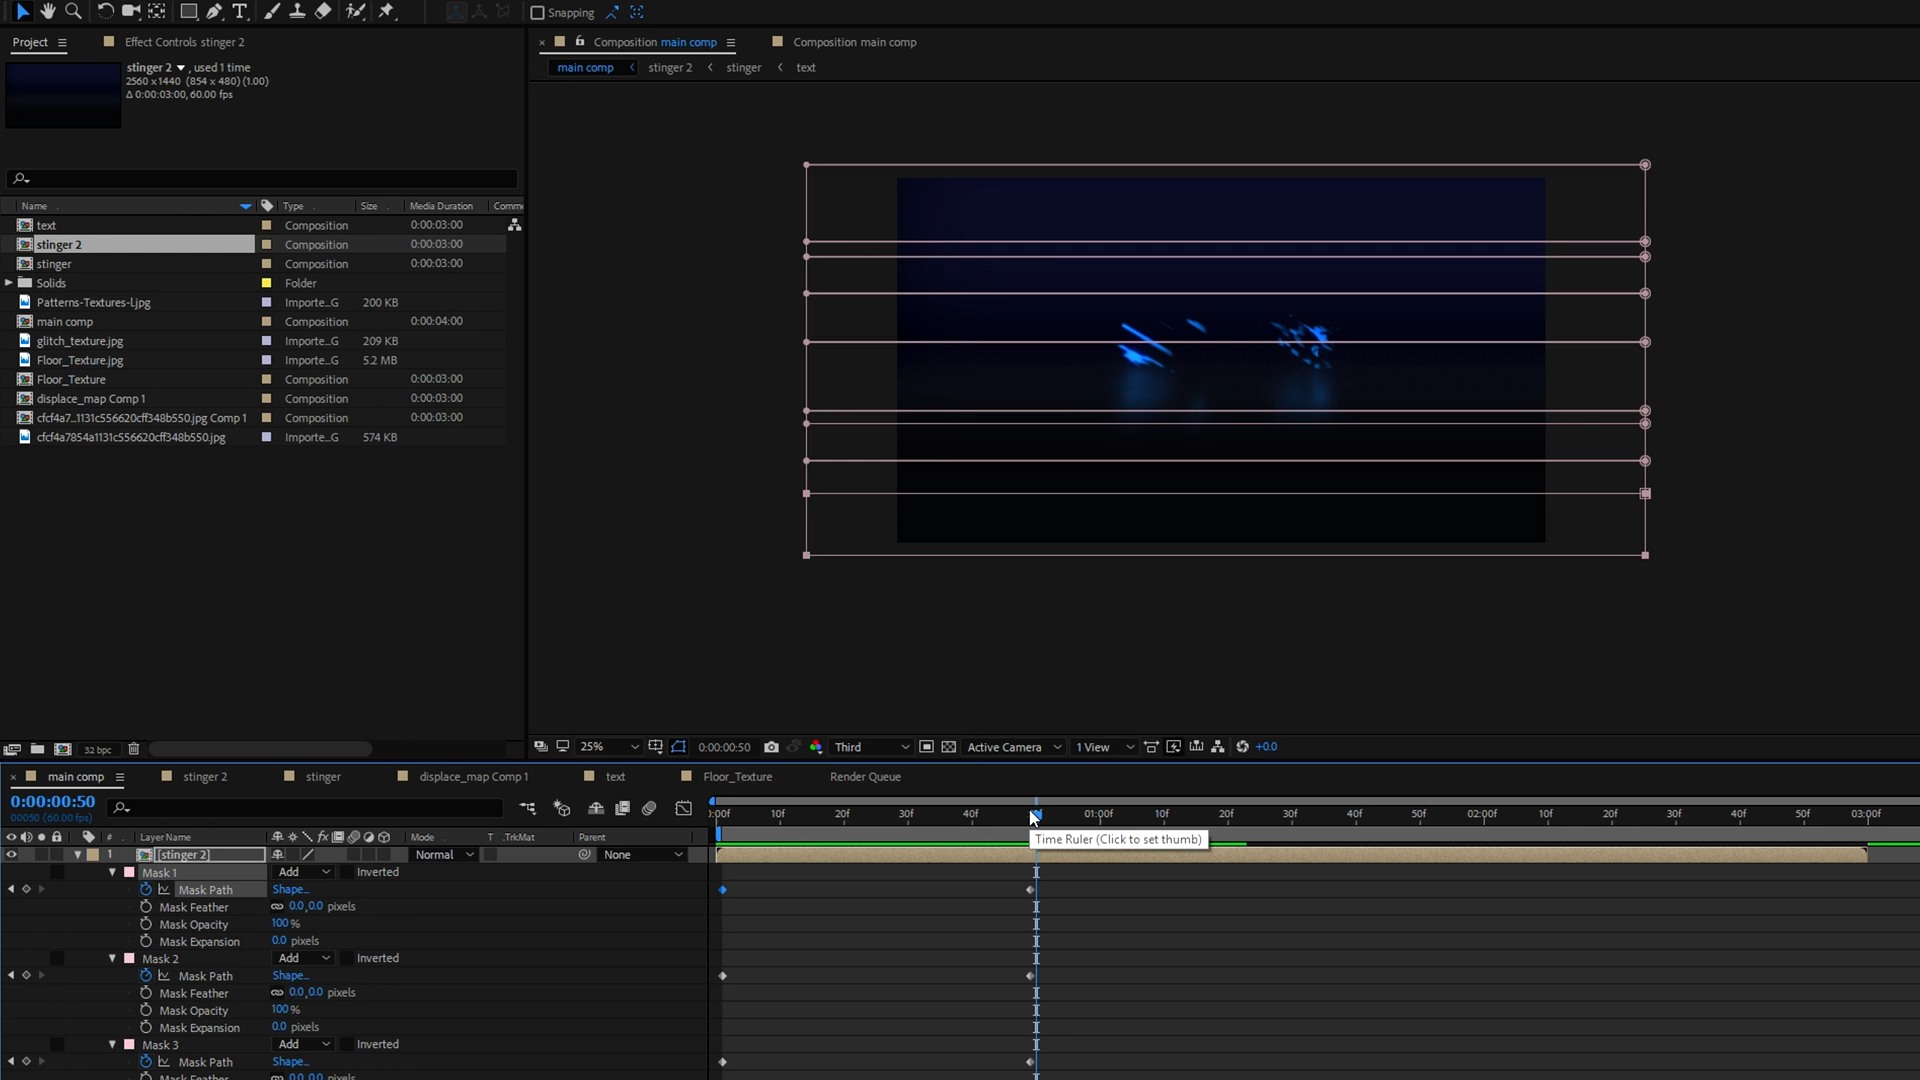 Snapping
Project
Effect Controls stinger 2
Composition main comp
Composition main comp
stinger 2 , used 1 time
2560 x 1440 (854 x 480) (1.00)
Δ 0:00:03:00, 60.00 fps
main comp
stinger 2
stinger
text
Name
Type
Size
Media Duration
Comme
text Composition 0:00:03:00
stinger 2 Composition 0:00:03:00
stinger Composition 0:00:03:00
Solids Folder
Patterns-Textures-I.jpg Importe...G 200 KB
main comp Composition 0:00:04:00
glitch_texture.jpg Importe...G 209 KB
Floor_Texture.jpg Importe...G 5.2 MB
Floor_Texture Composition 0:00:03:00
displace_map Comp 1 Composition 0:00:03:00
cfcf4a7...1131c556620cff348b550.jpg Comp 1 Composition 0:00:03:00
cfcf4a7854a1131c556620cff348b550.jpg Importe...G 574 KB
32 bpc
25%
0:00:00:50
Third
Active Camera
1 View
+0.0
main comp
stinger 2
stinger
displace_map Comp 1
text
Floor_Texture
Render Queue
0:00:00:50
00050 (60.00 fps)
:00f 10f 20f 30f 40f 01:00f 10f 20f 30f 40f 50f 02:00f 10f 20f 30f 40f 50f 03:00f
# Layer Name fx Mode T .TrkMat Parent
Time Ruler (Click to set thumb)
1 [stinger 2] Normal None
Mask 1 Add Inverted
Mask Path Shape...
Mask Feather 0.0,0.0 pixels
Mask Opacity 100 %
Mask Expansion 0.0 pixels
Mask 2 Add Inverted
Mask Path Shape...
Mask Feather 0.0,0.0 pixels
Mask Opacity 100 %
Mask Expansion 0.0 pixels
Mask 3 Add Inverted
Mask Path Shape...
Mask Feather 0.0,0.0 pixels